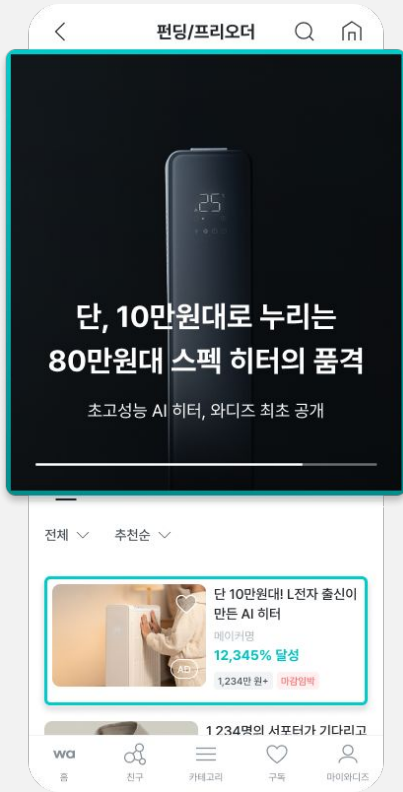 펀딩/프리오더
25
단, 10만원대로 누리는
80만원대 스펙 히터의 품격
초고성능 AI 히터, 와디즈 최초 공개
전체
추천순
단 10만원대! L전자 출신이
만든 AI 히터
메이커명
12,345% 달성
AD
1,234만 원+
마감임박
1,234명의 서포터가 기다리고
wa
홈
친구
카테고리
구독
마이와디즈